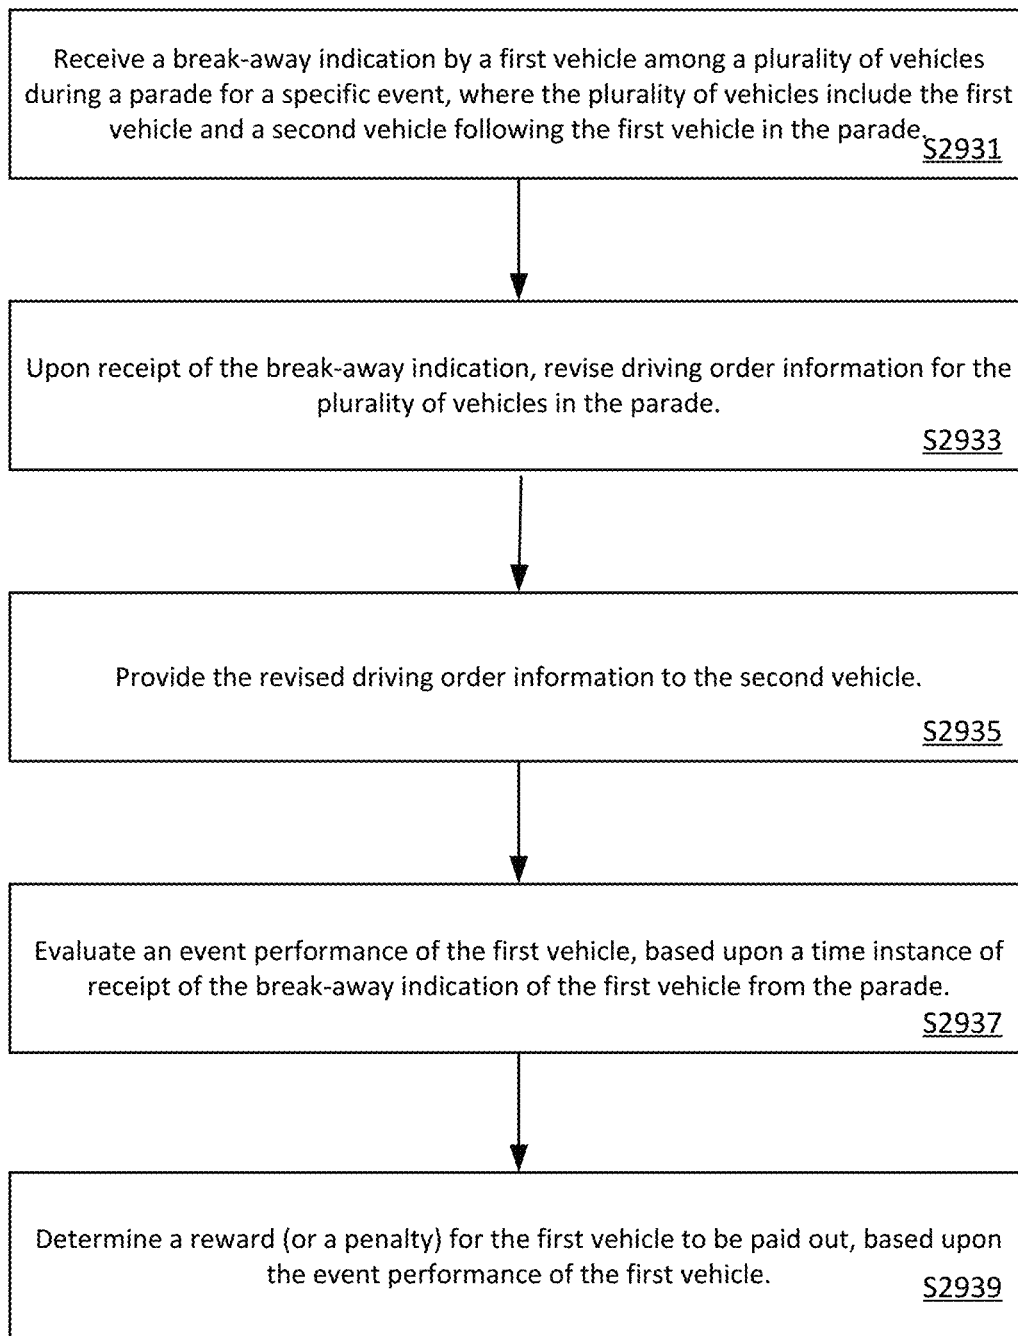 Receive a break-away indication by a first vehicle among a plurality of vehicles
during a parade for a specific event, where the plurality of vehicles include the first
vehicle and a second vehicle following the first vehicle in the parade.
S2931
Upon receipt of the break-away indication, revise driving order information for the
plurality of vehicles in the parade.
S2933
Provide the revised driving order information to the second vehicle.
S2935
Evaluate an event performance of the first vehicle, based upon a time instance of
receipt of the break-away indication of the first vehicle from the parade.
S2937
Determine a reward (or a penalty) for the first vehicle to be paid out, based upon
the event performance of the first vehicle.
S2939